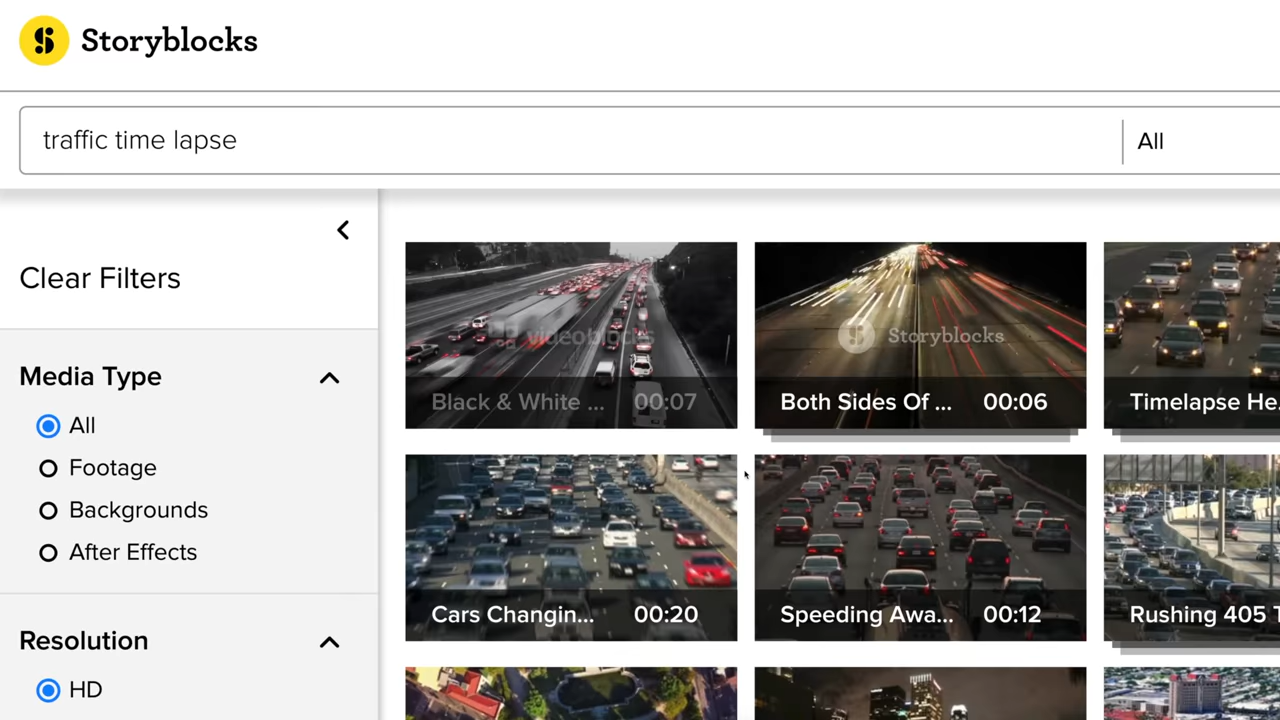 Storyblocks
traffic time lapse
All
Clear Filters
Media Type
All
Footage
Backgrounds
After Effects
Resolution
HD
videoblocks
Black & White ... 00:07
Storyblocks
Both Sides Of ... 00:06
Timelapse He
Cars Changin... 00:20
Speeding Awa... 00:12
Rushing 405